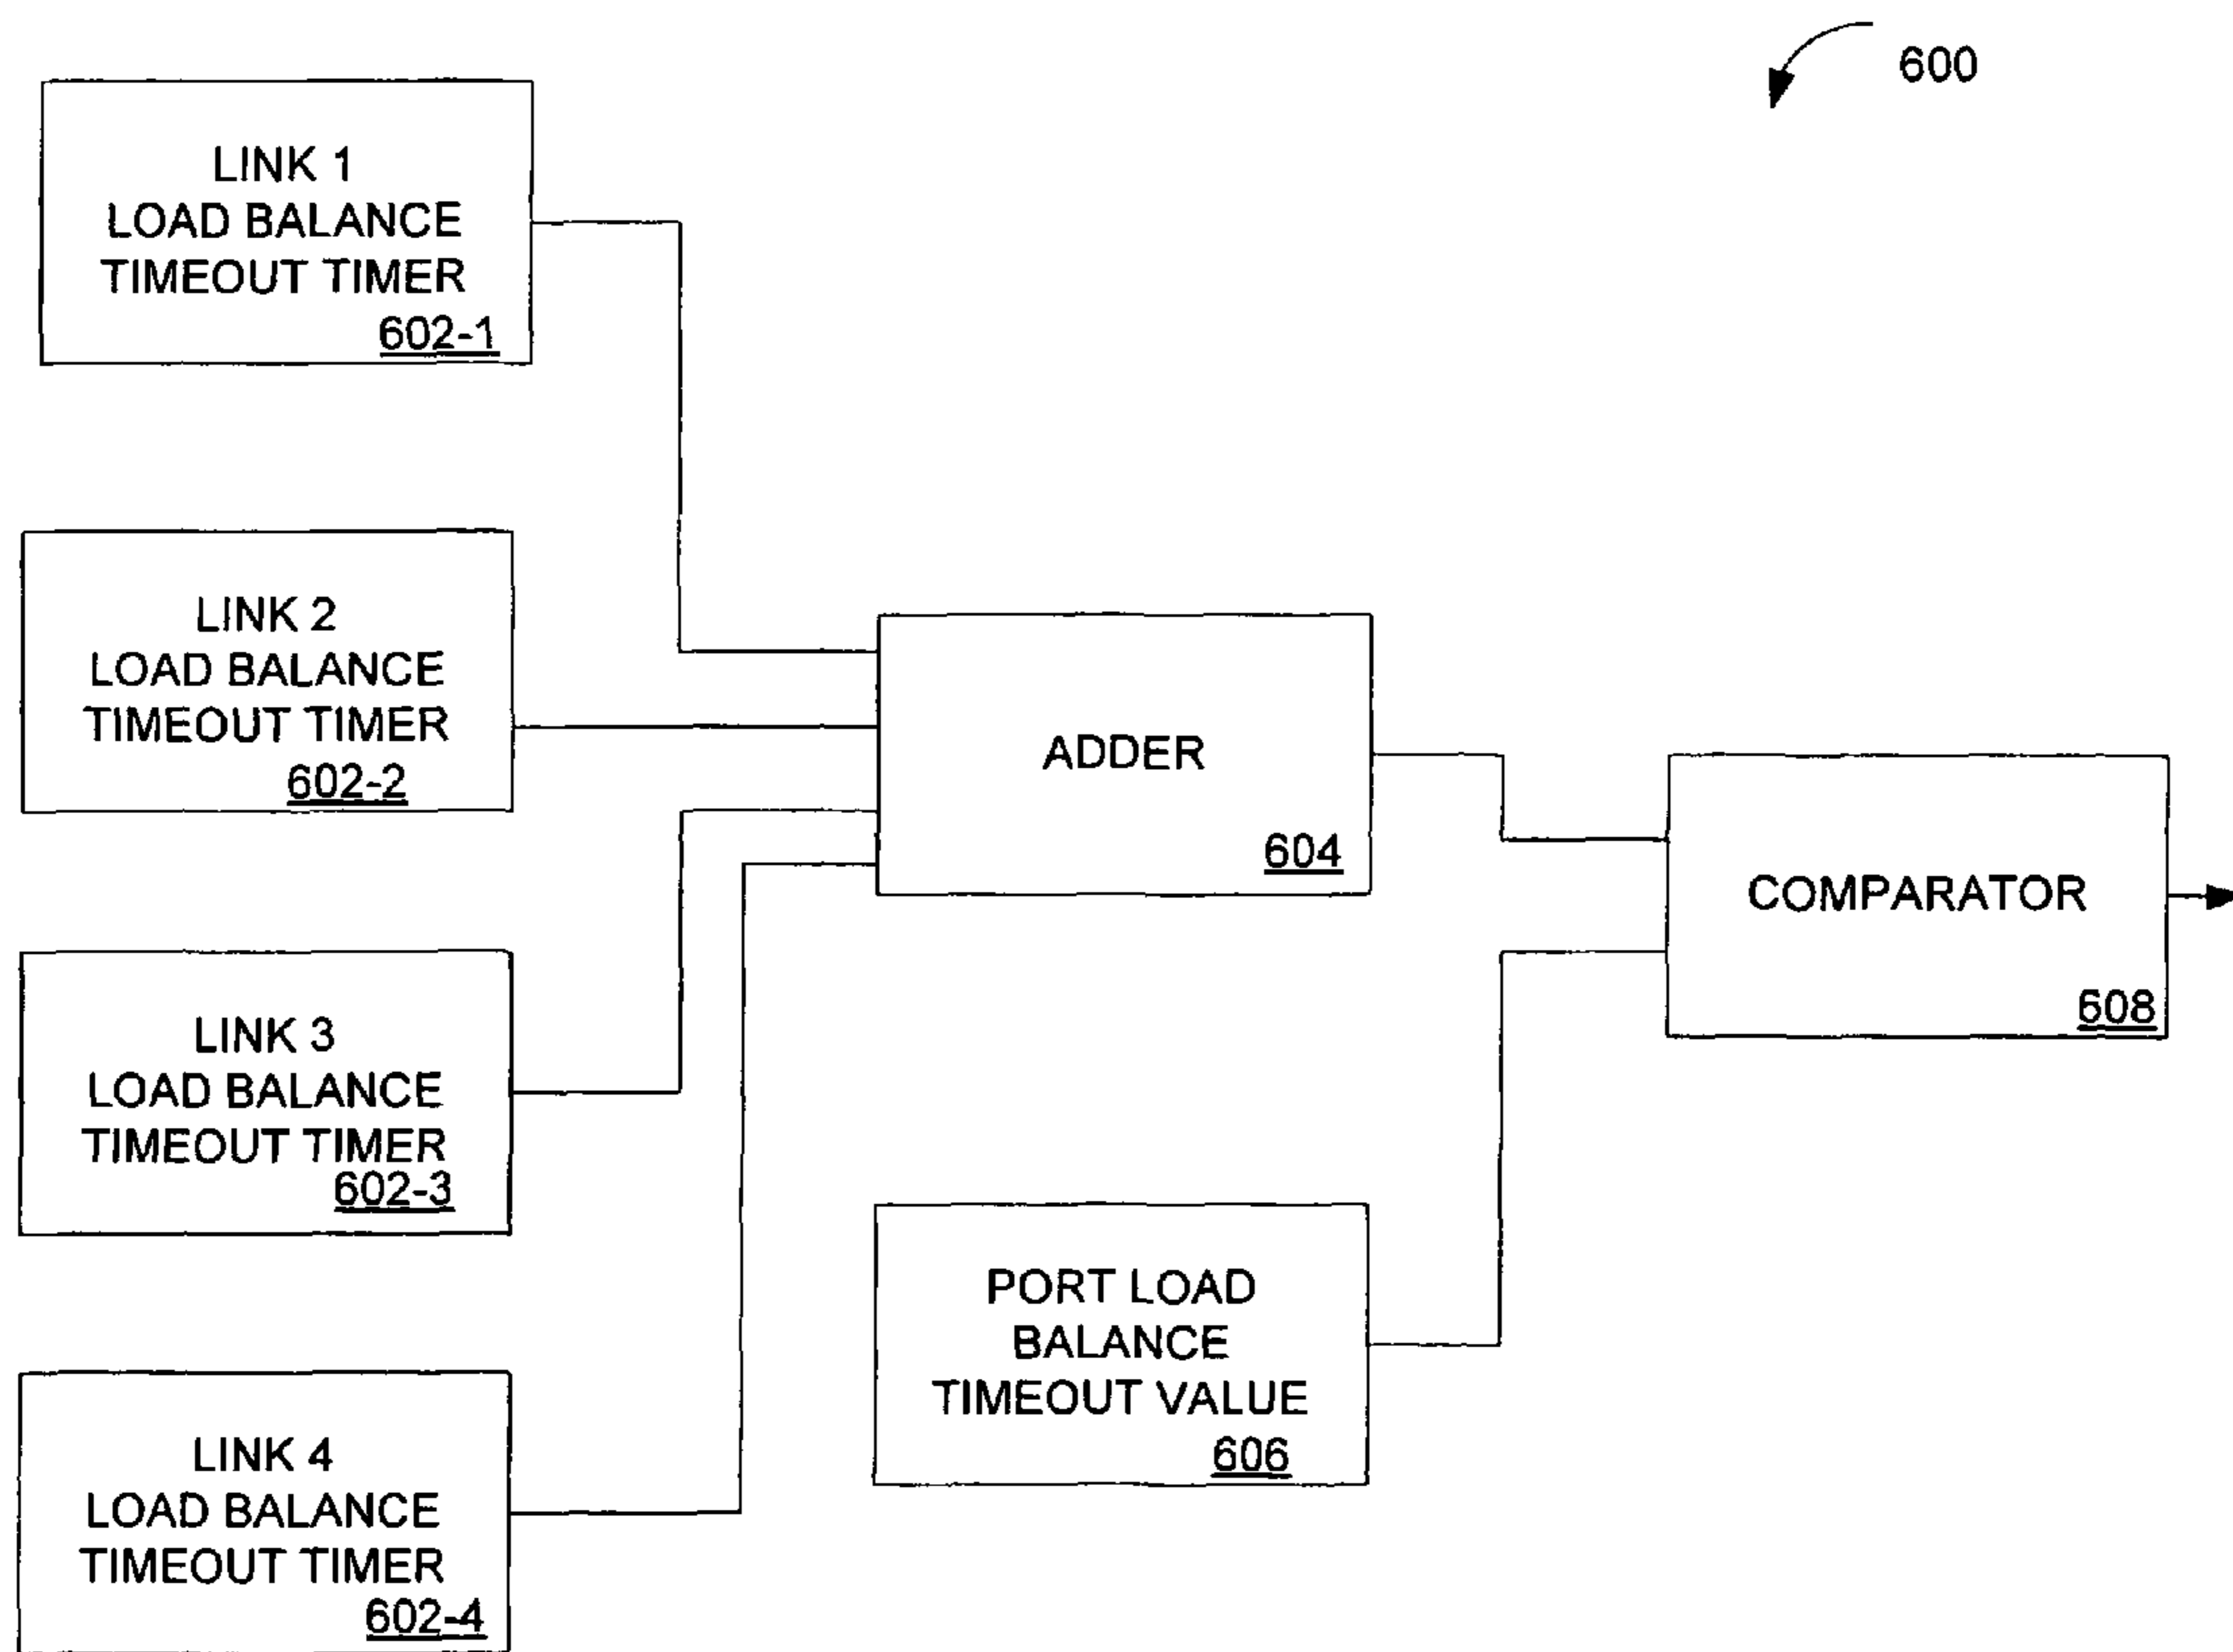 600
LINK 1
LOAD BALANCE
TIMEOUT TIMER
602-1
LINK 2
LOAD BALANCE
TIMEOUT TIMER
602-2
LINK 3
LOAD BALANCE
TIMEOUT TIMER
602-3
LINK 4
LOAD BALANCE
TIMEOUT TIMER
602-4
ADDER
604
PORT LOAD
BALANCE
TIMEOUT VALUE
606
COMPARATOR
608